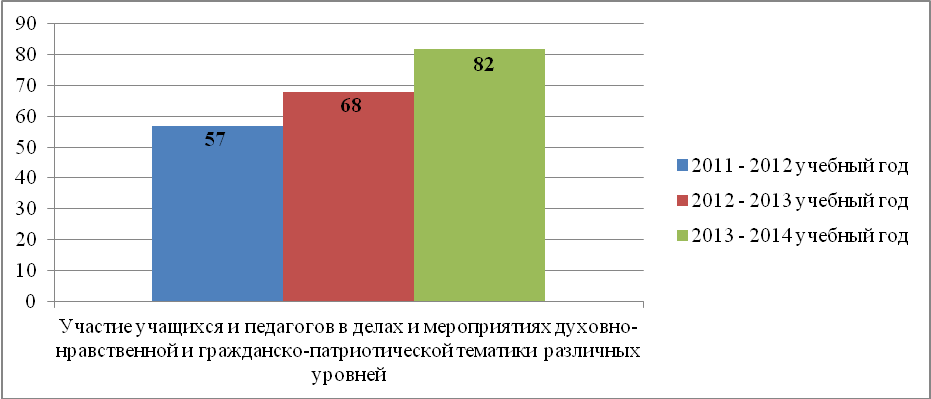 90
80
70
60
50
40
30
20
10
0
57
68
82
Участие учащихся и педагогов в делах и мероприятиях духовно-
нравственной и гражданско-патриотической тематики различных
уровней
2011 - 2012 учебный год
2012 - 2013 учебный год
2013 - 2014 учебный год